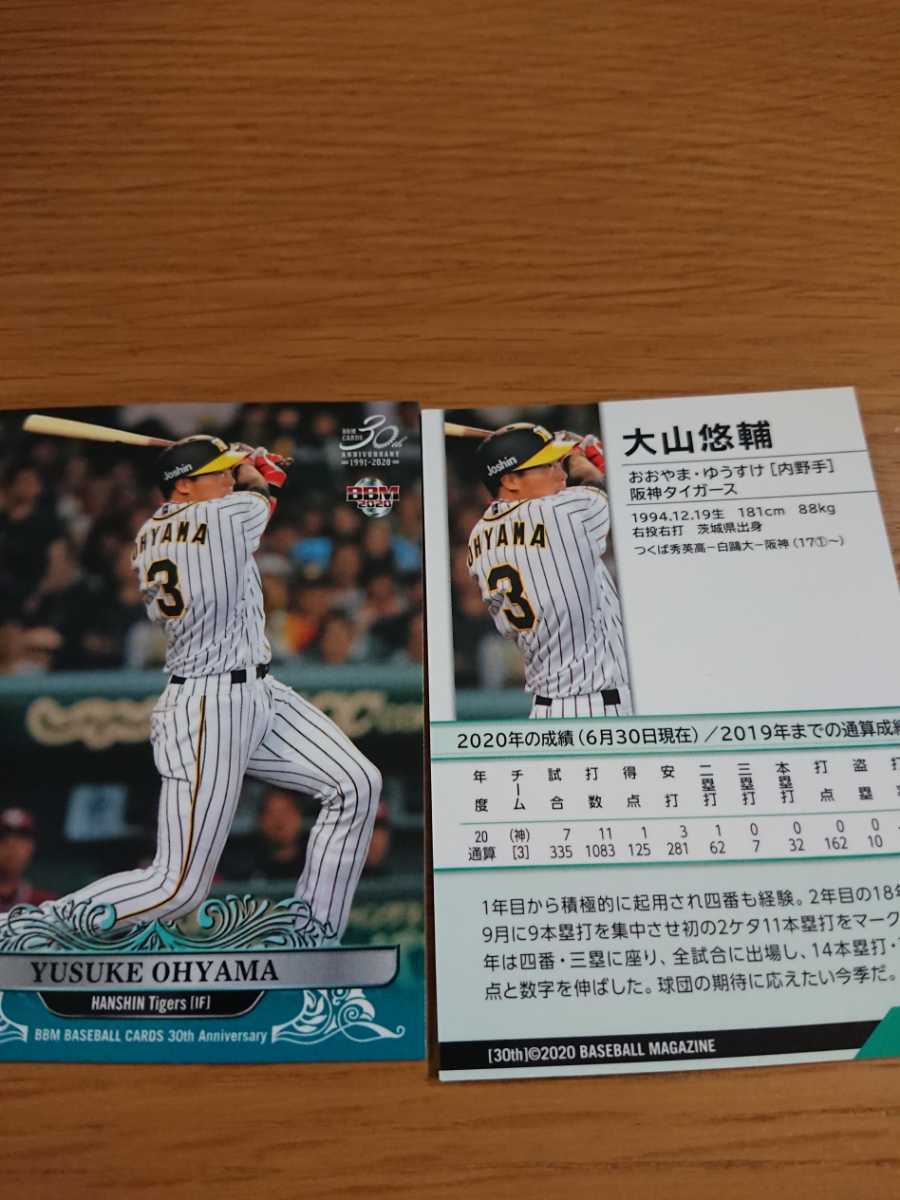 BBM
CARDS
30th
ANNIVERSARY
1991-2020
BBM
2020
Joshin
OHYAMA
3
YUSUKE OHYAMA
HANSHIN Tigers [IF]
BBM BASEBALL CARDS 30th Anniversary
Joshin
OHYAMA
3
大山悠輔
おおやま・ゆうすけ [内野手]
阪神タイガース
1994.12.19生 181cm 88kg
右投右打 茨城県出身
つくば秀英高−白鷗大−阪神（17①〜）
2020年の成績（6月30日現在）／2019年までの通算成績
年度 チーム 試合 打数 得点 安打 二塁打 三塁打 本塁打 打点 盗塁
20 (神) 7 11 1 3 1 0 0 0 0
通算 [3] 335 1083 125 281 62 7 32 162 10
1年目から積極的に起用され四番も経験。2年目の18年
9月に9本塁打を集中させ初の2ケタ11本塁打をマーク
年は四番・三塁に座り、全試合に出場し、14本塁打・
点と数字を伸ばした。球団の期待に応えたい今季だ。
[30th]©2020 BASEBALL MAGAZINE